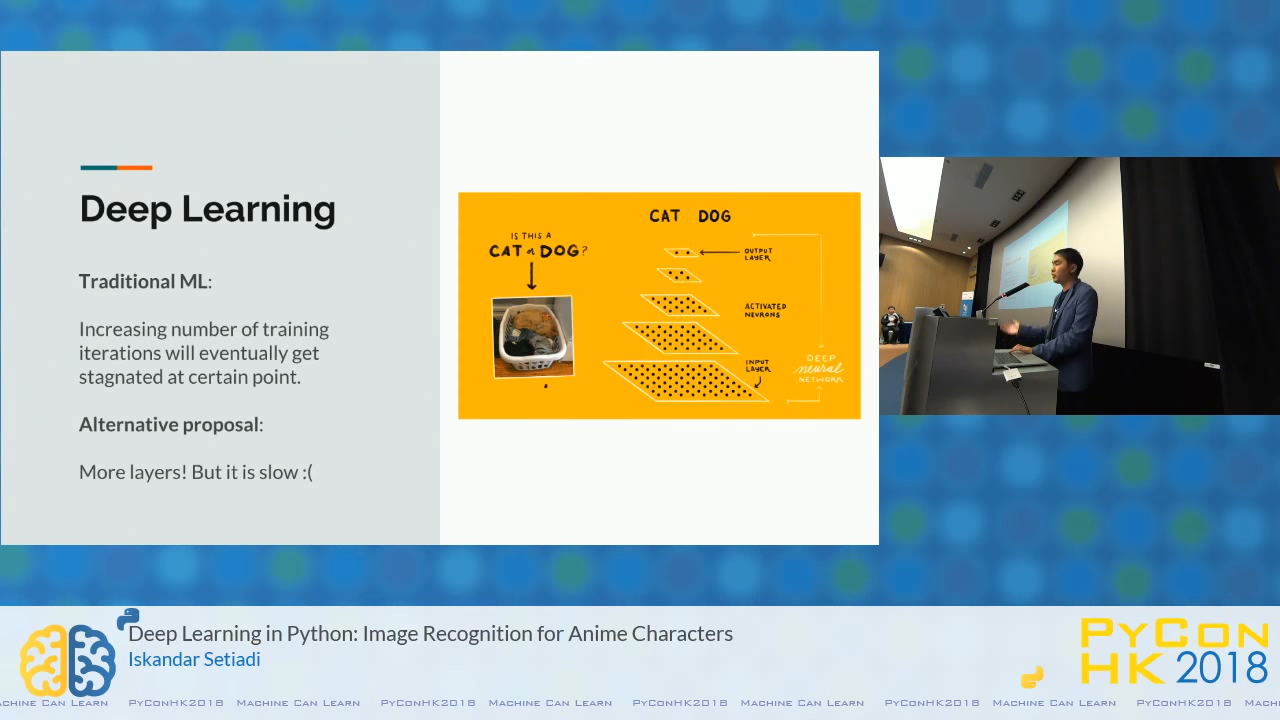 Deep Learning
Traditional ML:
Increasing number of training
iterations will eventually get
stagnated at certain point.
Alternative proposal:
More layers! But it is slow :(
IS THIS A
CAT or DOG?
CAT DOG
OUTPUT
LAYER
ACTIVATED
NEURONS
INPUT
LAYER
DEEP
neural
NETWORK
Deep Learning in Python: Image Recognition for Anime Characters
Iskandar Setiadi
PYCON
HK 2018
ACHINE CAN LEARN PYCONHK2018 MACHINE CAN LEARN PYCONHK2018 MACHINE CAN LEARN PYCONHK2018 MACHINE CAN LEARN PYCONHK2018 MACHINE CAN LEARN PYCONHK2018 MACH